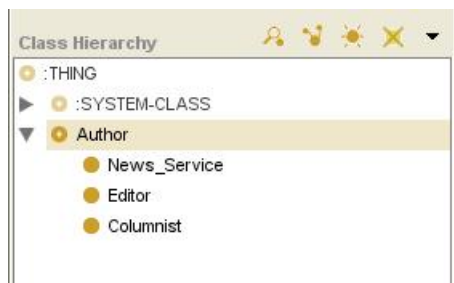 Class Hierarchy
:THING
:SYSTEM-CLASS
Author
News_Service
Editor
Columnist